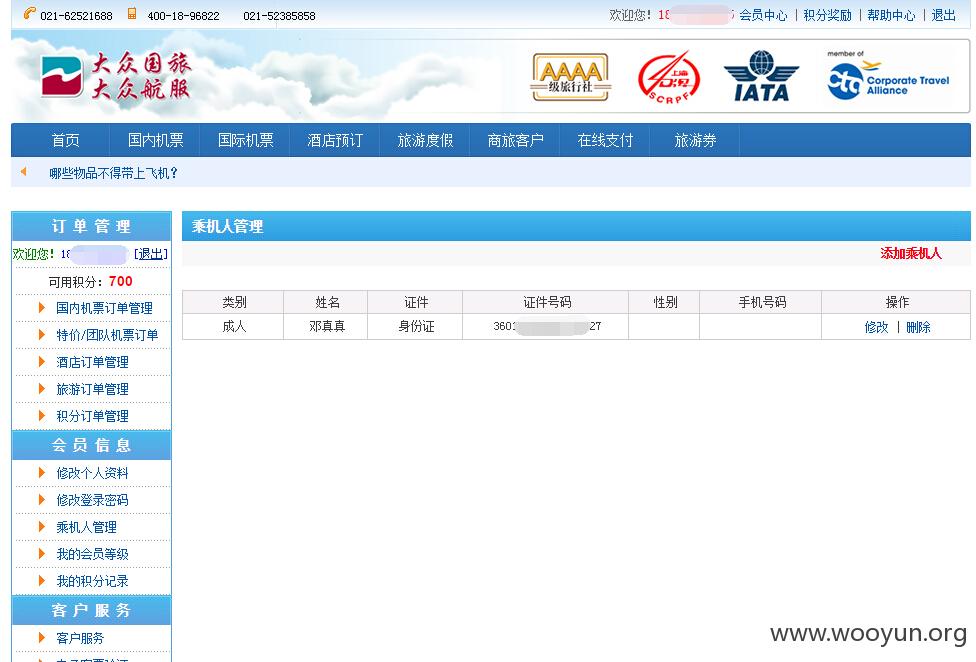 021-62521688 400-18-96822 021-52385858 欢迎您！18 5 会员中心 | 积分奖励 | 帮助中心 | 退出
大众国旅
大众航服
AAAA
一级旅行社
上海
SCRPF
IATA
member of
cta Corporate Travel
Alliance
首页 国内机票 国际机票 酒店预订 旅游度假 商旅客户 在线支付 旅游券
哪些物品不得带上飞机？
订单管理
欢迎您！18 [退出]
可用积分：700
国内机票订单管理
特价/团队机票订单
酒店订单管理
旅游订单管理
积分订单管理
会员信息
修改个人资料
修改登录密码
乘机人管理
我的会员等级
我的积分记录
客户服务
客户服务
乘机人管理
添加乘机人
类别 姓名 证件 证件号码 性别 手机号码 操作
成人 邓真真 身份证 3601 27 修改 | 删除
www.wooyun.org